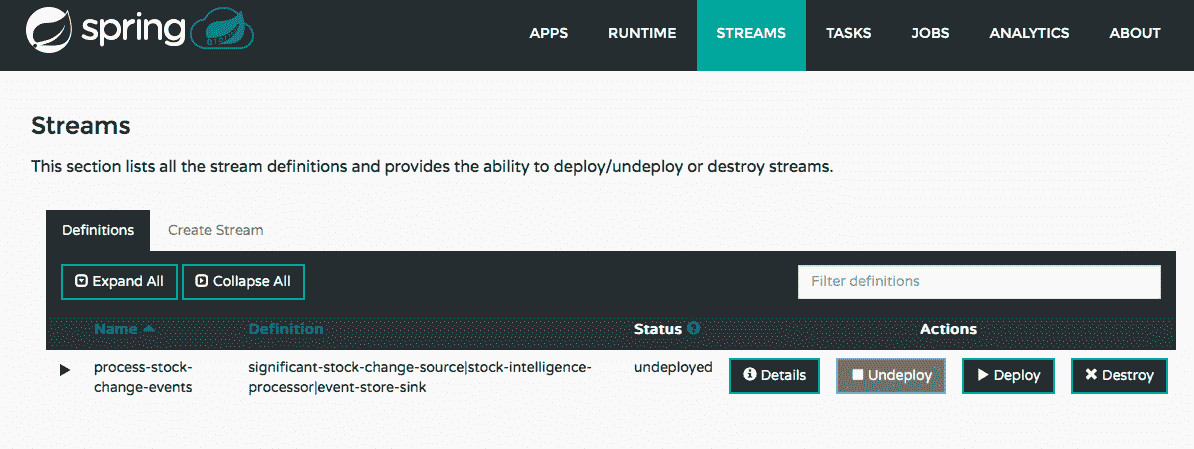 spring
APPS RUNTIME STREAMS TASKS JOBS ANALYTICS ABOUT
Streams
This section lists all the stream definitions and provides the ability to deploy/undeploy or destroy streams.
Definitions Create Stream
Expand All Collapse All Filter definitions
Name Definition Status Actions
process-stock- significant-stock-change-source|stock-intelligence- undeployed Details Undeploy Deploy Destroy
change-events processor|event-store-sink